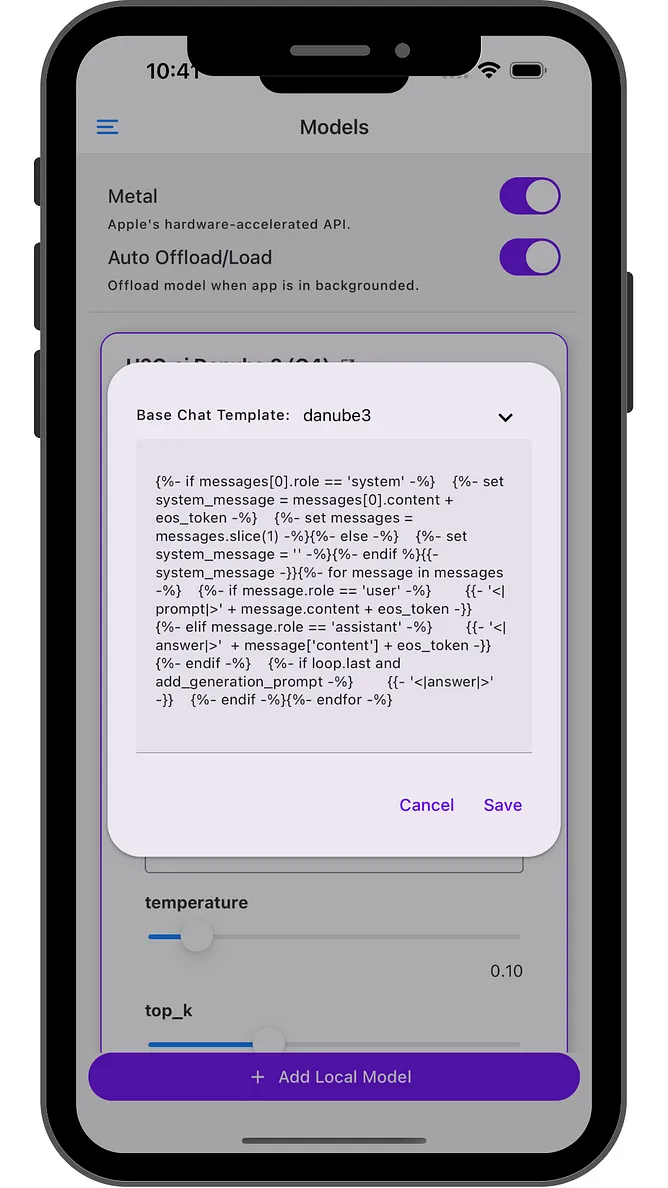 10:41
Models
Metal
Apple's hardware-accelerated API.
Auto Offload/Load
Offload model when app is in backgrounded.
Base Chat Template: danube3
{%- if messages[0].role == 'system' -%}    {%- set
system_message = messages[0].content +
eos_token -%}    {%- set messages =
messages.slice(1) -%}{%- else -%}    {%- set
system_message = '' -%}{%- endif %}{{-
system_message -}}{%- for message in messages
-%}    {%- if message.role == 'user' -%}        {{- '<|
prompt|>' + message.content + eos_token -}}
{%- elif message.role == 'assistant' -%}        {{- '<|
answer|>'  + message['content'] + eos_token -}}
{%- endif -%}    {%- if loop.last and
add_generation_prompt -%}        {{- '<|answer|>'
-}}    {%- endif -%}{%- endfor -%}
Cancel Save
temperature
0.10
top_k
+ Add Local Model